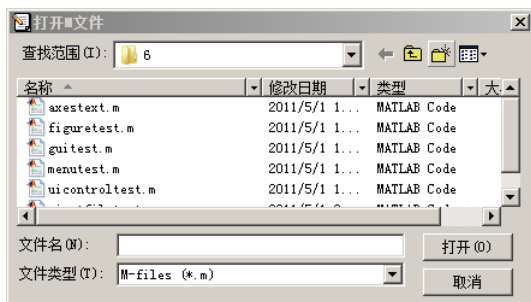 打开M文件
查找范围(I): 6
名称 修改日期 类型 大
axestext.m 2011/5/1 1... MATLAB Code
figuretest.m 2011/5/1 1... MATLAB Code
guitest.m 2011/5/1 1... MATLAB Code
menutest.m 2011/5/1 1... MATLAB Code
uicontroltest.m 2011/5/1 1... MATLAB Code
文件名(N): 打开(O)
文件类型(T): M-files (*.m) 取消